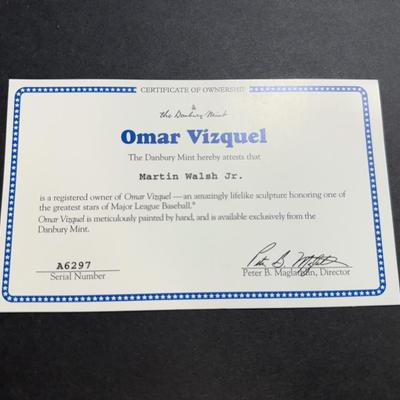 CERTIFICATE OF OWNERSHIP
the Danbury Mint
Omar Vizquel
The Danbury Mint hereby attests that
Martin Walsh Jr.
is a registered owner of Omar Vizquel—an amazingly lifelike sculpture honoring one of
the greatest stars of Major League Baseball.®
Omar Vizquel is meticulously painted by hand, and is available exclusively from the
Danbury Mint.
A6297
Serial Number
Peter B. Maglathlin, Director